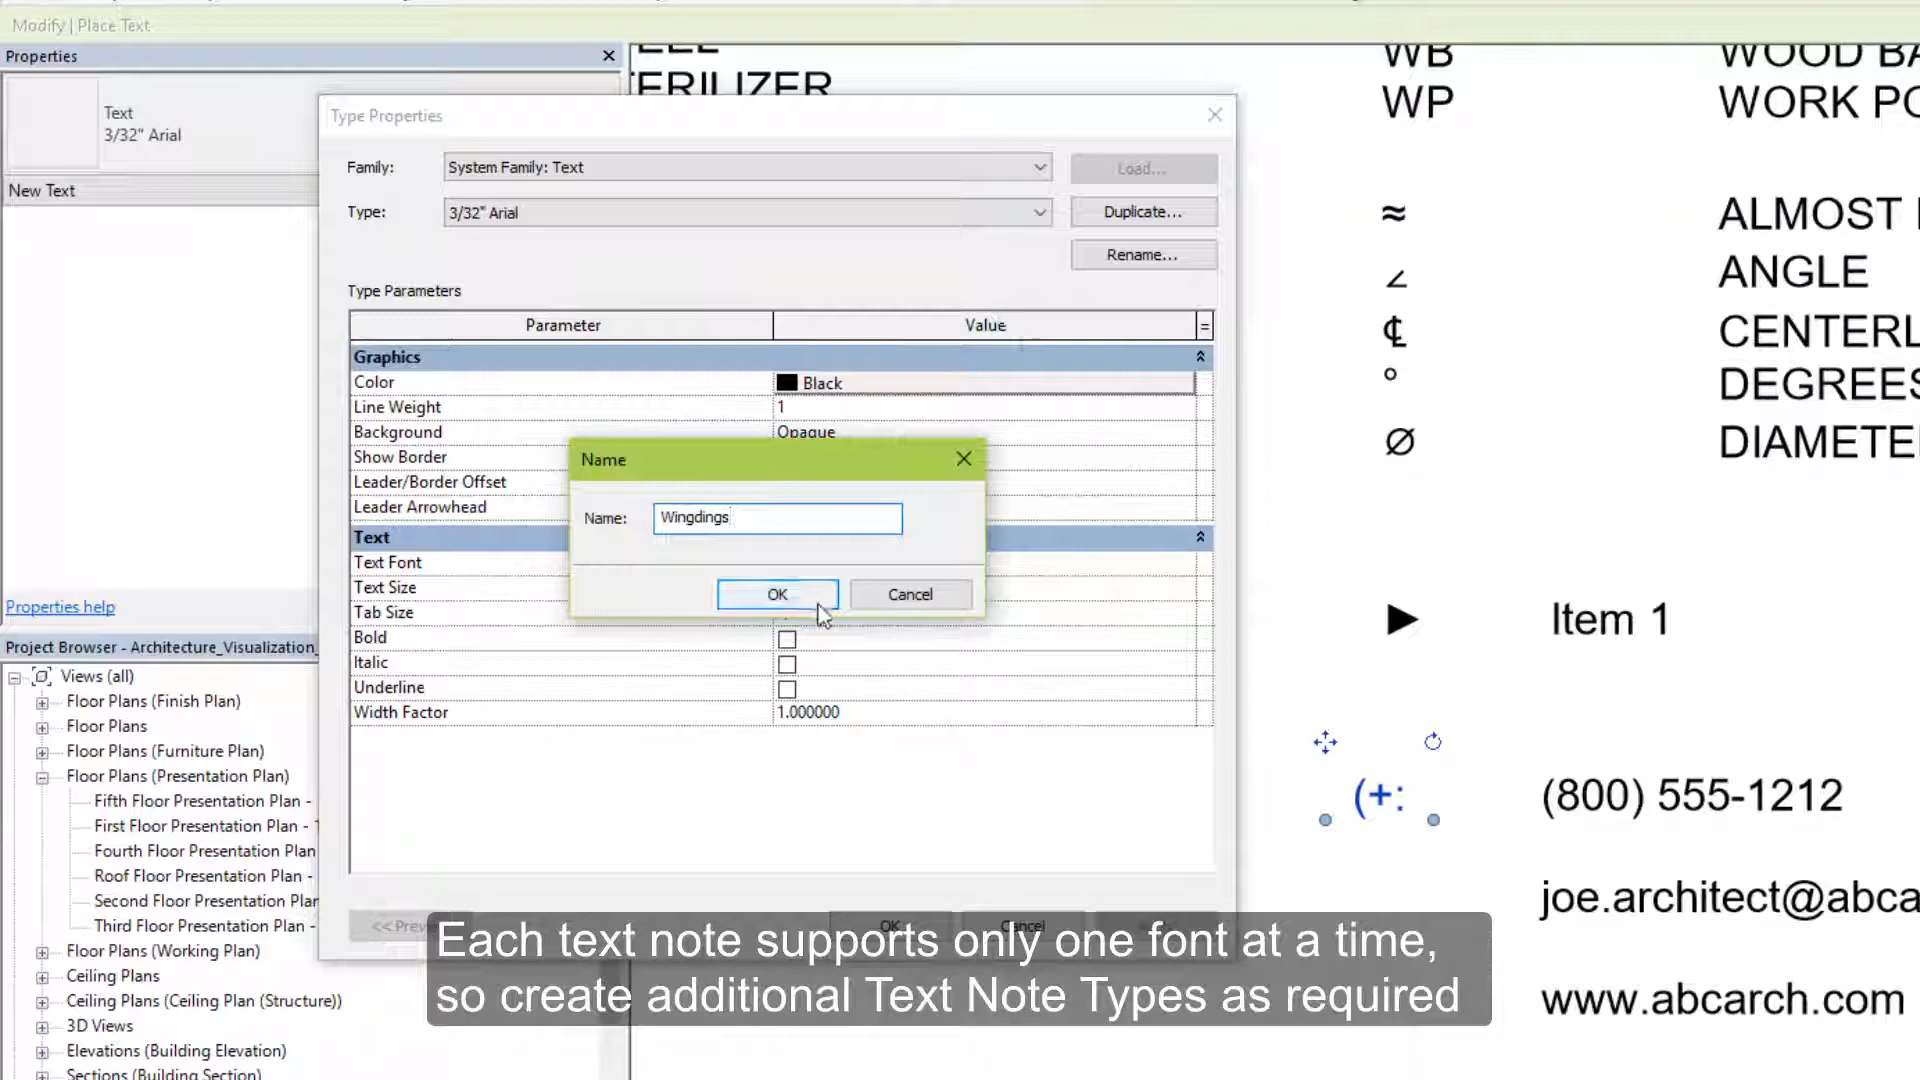 Modify | Place Text
Properties
Text
3/32" Arial
New Text
Properties help
Project Browser - Architecture_Visualization_
Views (all)
Floor Plans (Finish Plan)
Floor Plans
Floor Plans (Furniture Plan)
Floor Plans (Presentation Plan)
Fifth Floor Presentation Plan -
First Floor Presentation Plan -
Fourth Floor Presentation Plan
Roof Floor Presentation Plan -
Second Floor Presentation Plan
Third Floor Presentation Plan -
Floor Plans (Working Plan)
Ceiling Plans
Ceiling Plans (Ceiling Plan (Structure))
3D Views
Elevations (Building Elevation)
Sections (Building Section)
Type Properties
Family:
System Family: Text
Load...
Type:
3/32" Arial
Duplicate...
Rename...
Type Parameters
Parameter
Value
=
Graphics
Color
Black
Line Weight
1
Background
Opaque
Show Border
Leader/Border Offset
Leader Arrowhead
Text
Text Font
Text Size
Tab Size
Bold
Italic
Underline
Width Factor
1.000000
<< Previ
OK
Cancel
Name
Name:
Wingdings
OK
Cancel
TERILIZER
WB WOOD BA
WP WORK PO
≈ ALMOST
∠ ANGLE
℄ CENTERL
° DEGREES
⌀ DIAMETE
► Item 1
(+: (800) 555-1212
joe.architect@abca
www.abcarch.com
Each text note supports only one font at a time,
so create additional Text Note Types as required